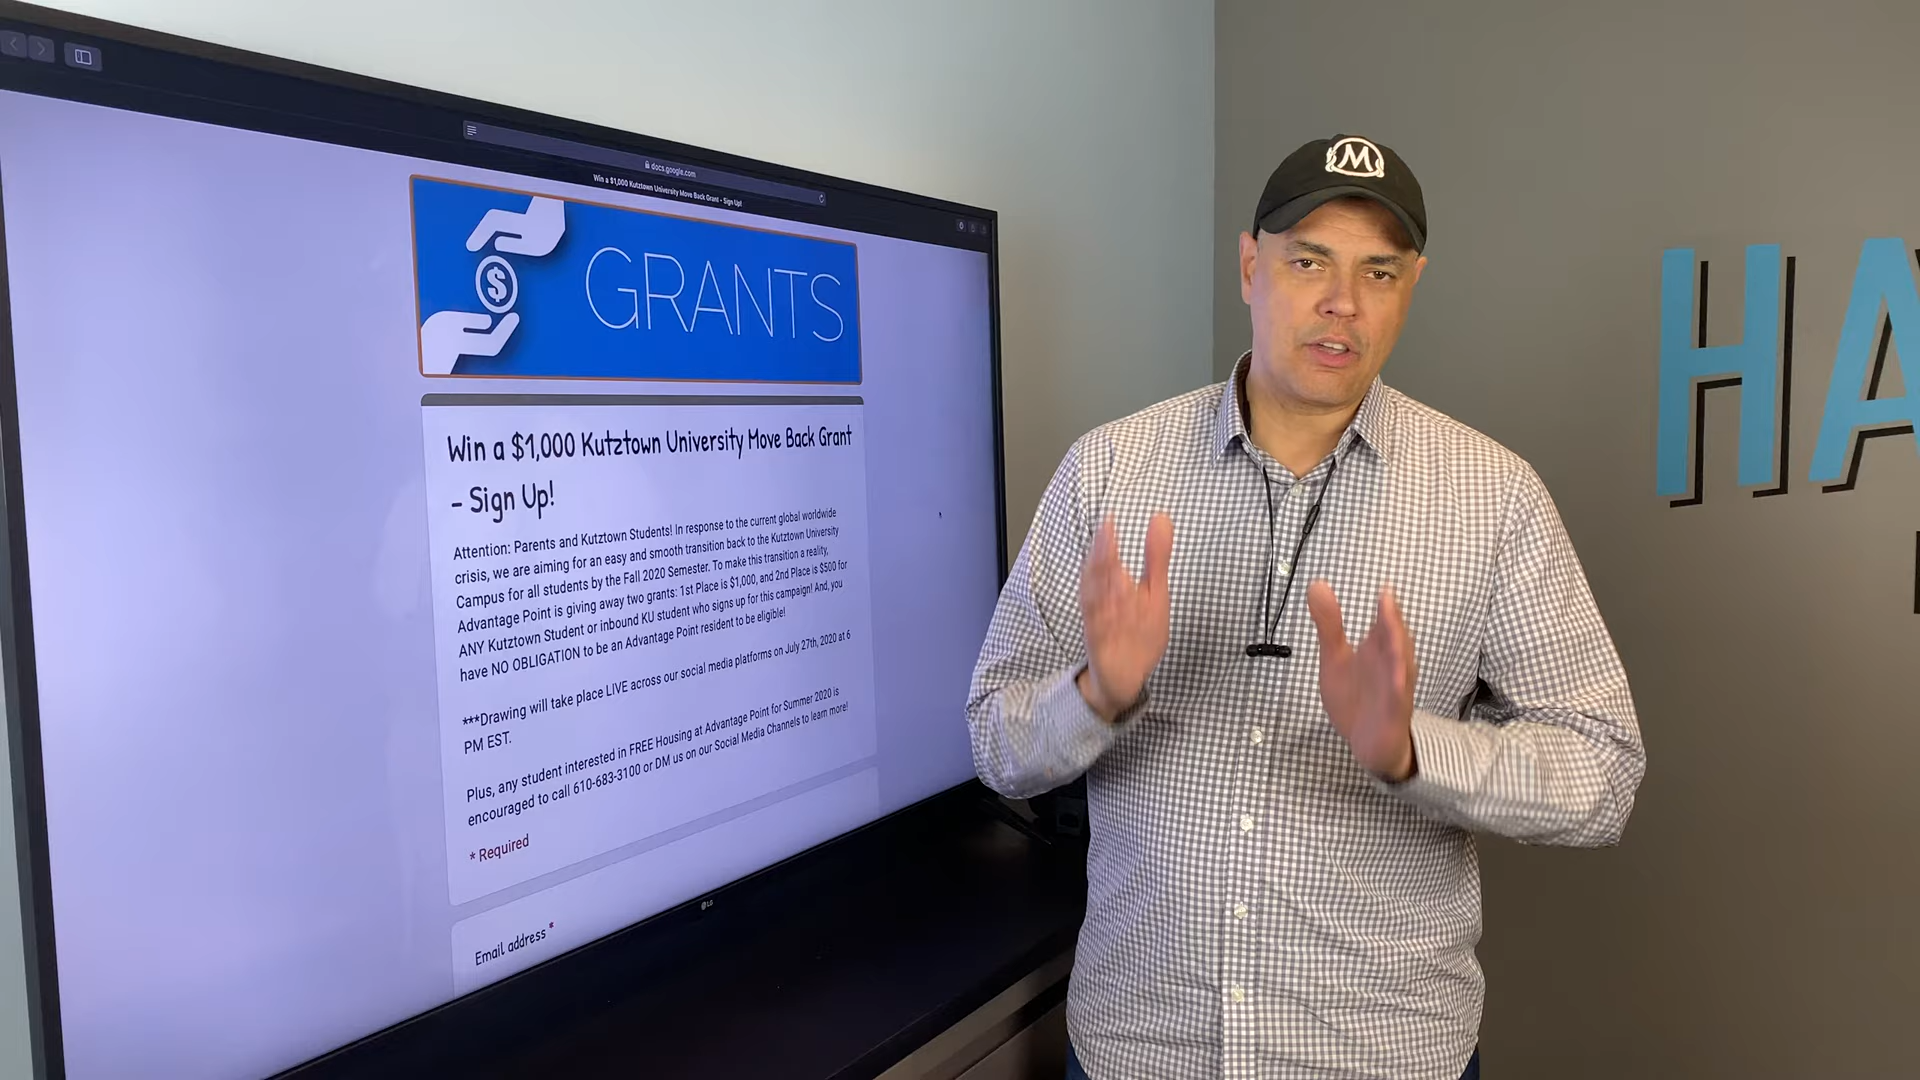 docs.google.com
Win a $1,000 Kutztown University Move Back Grant - Sign Up!
GRANTS
$
Win a $1,000 Kutztown University Move Back Grant
- Sign Up!
Attention: Parents and Kutztown Students! In response to the current global worldwide
crisis, we are aiming for an easy and smooth transition back to the Kutztown University
Campus for all students by the Fall 2020 Semester. To make this transition a reality,
Advantage Point is giving away two grants: 1st Place is $1,000, and 2nd Place is $500 for
ANY Kutztown Student or inbound KU student who signs up for this campaign! And, you
have NO OBLIGATION to be an Advantage Point resident to be eligible!
***Drawing will take place LIVE across our social media platforms on July 27th, 2020 at 6
PM EST.
Plus, any student interested in FREE Housing at Advantage Point for Summer 2020 is
encouraged to call 610-683-3100 or DM us on our Social Media Channels to learn more!
* Required
Email address *
LG
M
HA